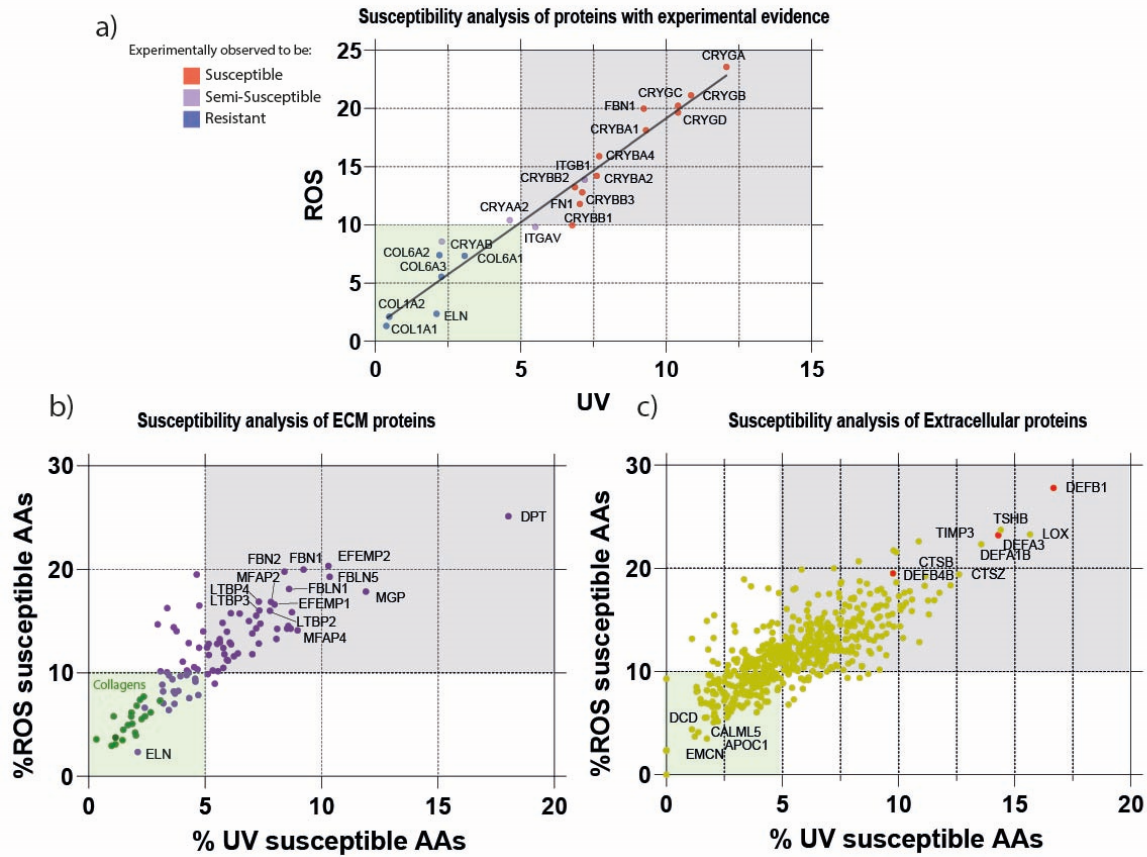 a)
Susceptibility analysis of proteins with experimental evidence
Experimentally observed to be:
Susceptible
Semi-Susceptible
Resistant
ROS
25
20
15
10
5
0
CRYGA
CRYGC
CRYGB
FBN1
CRYGD
CRYBA1
CRYBA4
ITGB1
CRYBB2
CRYBA2
CRYBB3
FN1
CRYAA2
CRYBB1
ITGAV
COL6A2
CRYAB
COL6A3
COL6A1
COL1A2
ELN
COL1A1
0 5 10 15
UV
b)
Susceptibility analysis of ECM proteins
%ROS susceptible AAs
30
20
10
0
DPT
FBN2
FBN1
EFEMP2
MFAP2
FBLN5
LTBP4
FBLN1
MGP
LTBP3
EFEMP1
LTBP2
MFAP4
Collagens
ELN
0 5 10 15 20
% UV susceptible AAs
c)
Susceptibility analysis of Extracellular proteins
%ROS susceptible AAs
30
20
10
0
DEFB1
TSHB
TIMP3
LOX
DEFA3
DEFA1B
CTSB
CTSZ
DEFB4B
DCD
CALML5
APOC1
EMCN
0 5 10 15 20
% UV susceptible AAs